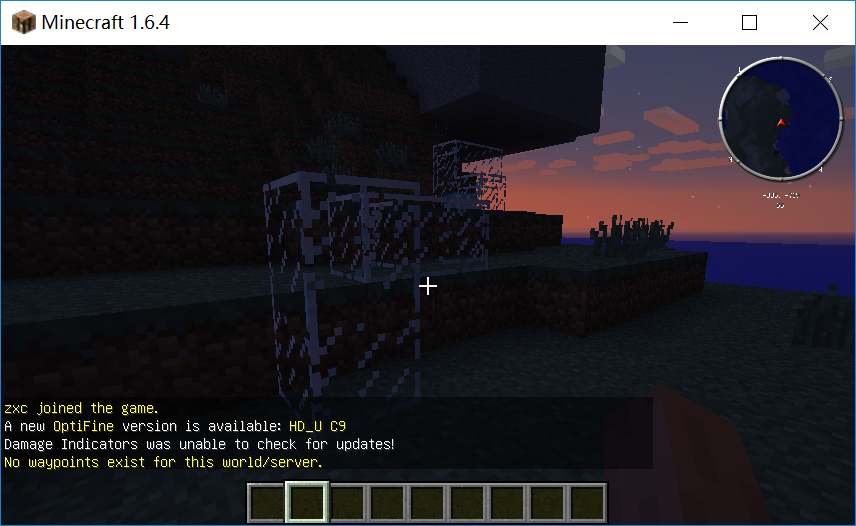 Minecraft 1.6.4
zxc joined the game.
A new OptiFine version is available: HD_U C9
Damage Indicators was unable to check for updates!
No waypoints exist for this world/server.